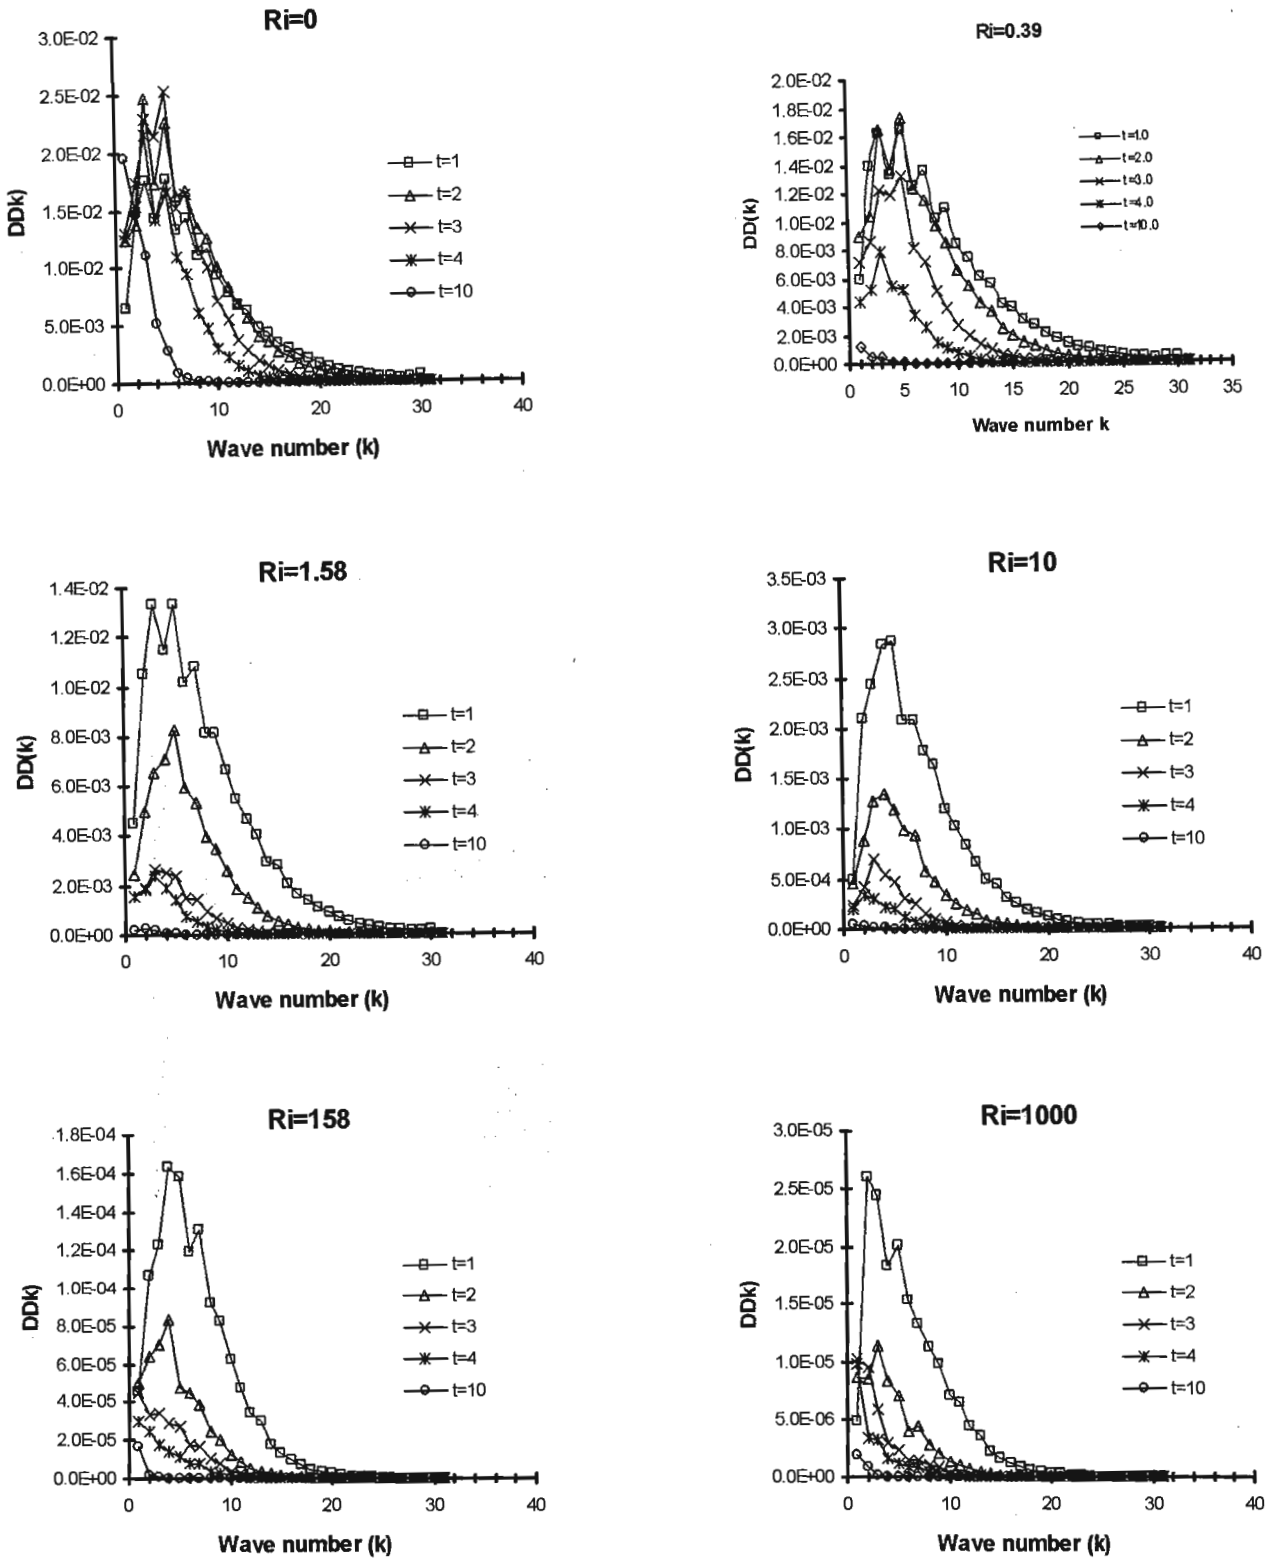 Ri=0
3.0E-02
2.5E-02
2.0E-02
1.5E-02
1.0E-02
5.0E-03
0.0E+00
DDk)
0 10 20 30 40
Wave number (k)
t=1
t=2
t=3
t=4
t=10
Ri=0.39
2.0E-02
1.8E-02
1.6E-02
1.4E-02
1.2E-02
1.0E-02
8.0E-03
6.0E-03
4.0E-03
2.0E-03
0.0E+00
DD(k)
0 5 10 15 20 25 30 35
Wave number k
t=1.0
t=2.0
t=3.0
t=4.0
t=10.0
Ri=1.58
1.4E-02
1.2E-02
1.0E-02
8.0E-03
6.0E-03
4.0E-03
2.0E-03
0.0E+00
DD(k)
0 10 20 30 40
Wave number (k)
t=1
t=2
t=3
t=4
t=10
Ri=10
3.5E-03
3.0E-03
2.5E-03
2.0E-03
1.5E-03
1.0E-03
5.0E-04
0.0E+00
DD(k)
0 10 20 30 40
Wave number (k)
t=1
t=2
t=3
t=4
t=10
Ri=158
1.8E-04
1.6E-04
1.4E-04
1.2E-04
1.0E-04
8.0E-05
6.0E-05
4.0E-05
2.0E-05
0.0E+00
DDk)
0 10 20 30 40
Wave number (k)
t=1
t=2
t=3
t=4
t=10
Ri=1000
3.0E-05
2.5E-05
2.0E-05
1.5E-05
1.0E-05
5.0E-06
0.0E+00
DDk)
0 10 20 30 40
Wave number (k)
t=1
t=2
t=3
t=4
t=10